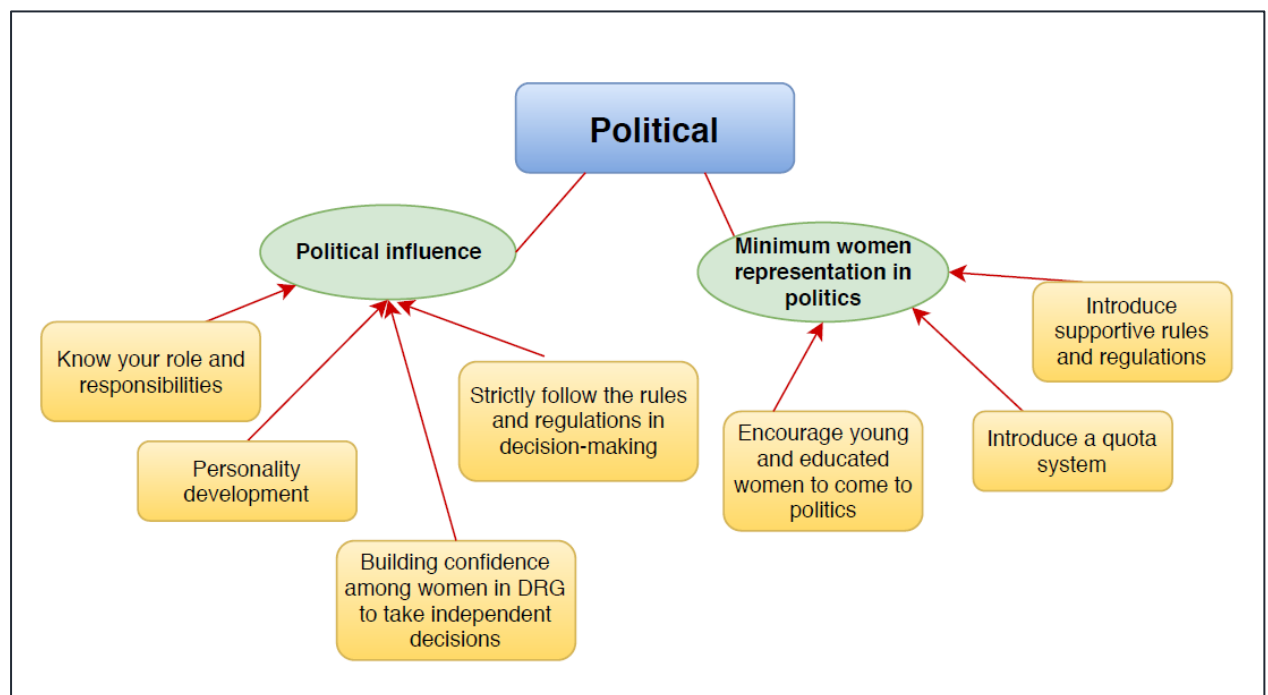 Political
Political influence
Minimum women
representation in
politics
Know your role and
responsibilities
Personality
development
Building confidence
among women in DRG
to take independent
decisions
Strictly follow the rules
and regulations in
decision-making
Encourage young
and educated
women to come to
politics
Introduce a quota
system
Introduce
supportive rules
and regulations